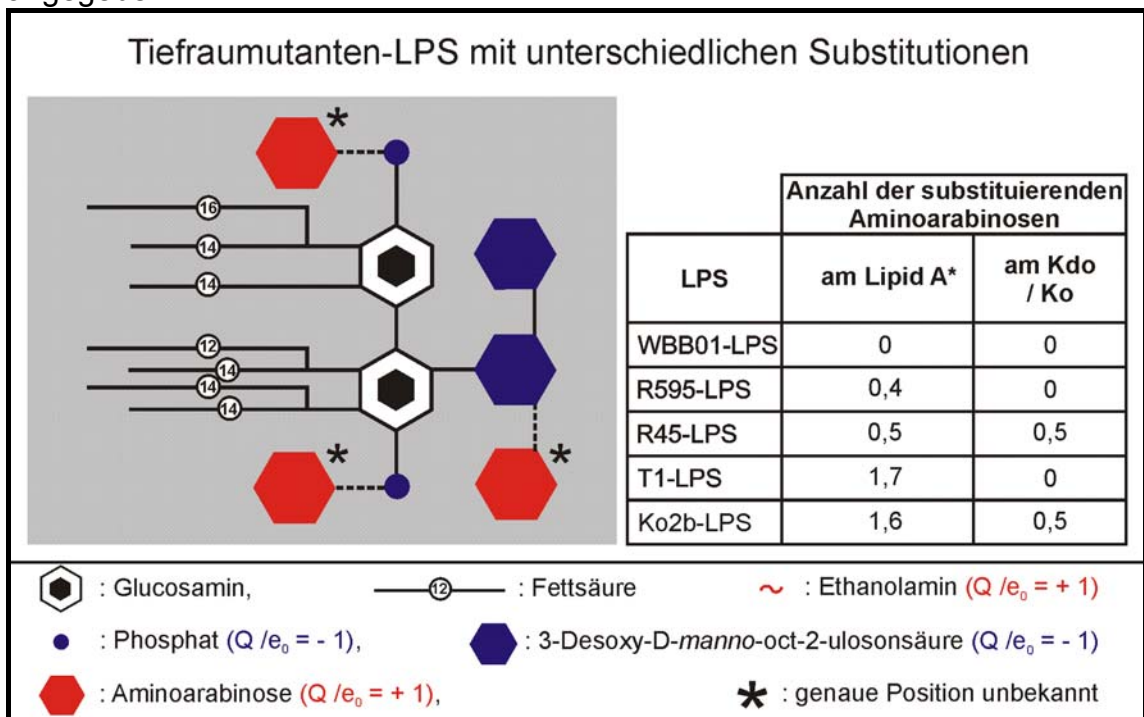 Tiefraumutanten-LPS mit unterschiedlichen Substitutionen
*
16
14
14
12
14
14
14
*
*
Anzahl der substituierenden
Aminoarabinosen
LPS am Lipid A* am Kdo
/ Ko
WBB01-LPS 0 0
R595-LPS 0,4 0
R45-LPS 0,5 0,5
T1-LPS 1,7 0
Ko2b-LPS 1,6 0,5
: Glucosamin, 12 : Fettsäure ~ : Ethanolamin (Q /e₀ = + 1)
: Phosphat (Q /e₀ = - 1), : 3-Desoxy-D-manno-oct-2-ulosonsäure (Q /e₀ = - 1)
: Aminoarabinose (Q /e₀ = + 1), * : genaue Position unbekannt